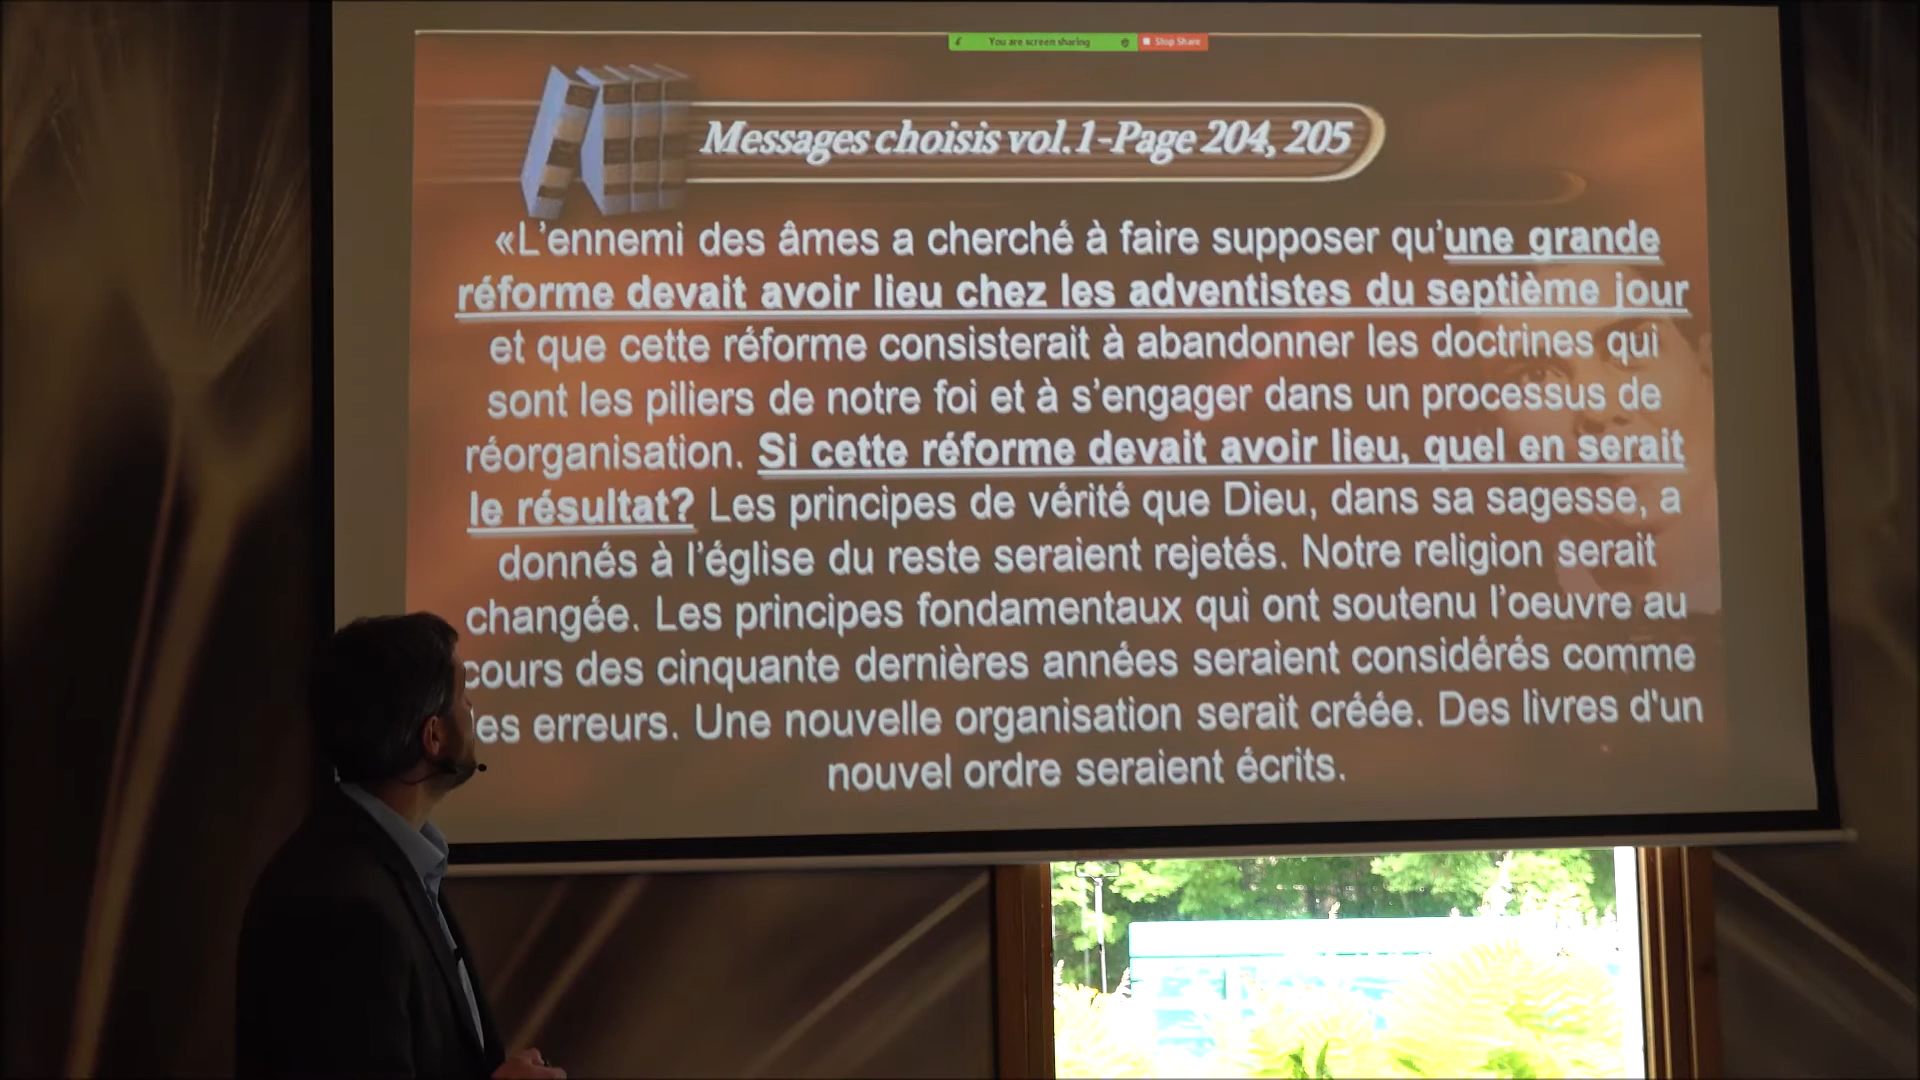 You are screen sharing Stop Share
Messages choisis vol.1-Page 204, 205
«L'ennemi des âmes a cherché à faire supposer qu'une grande
réforme devait avoir lieu chez les adventistes du septième jour
et que cette réforme consisterait à abandonner les doctrines qui
sont les piliers de notre foi et à s'engager dans un processus de
réorganisation. Si cette réforme devait avoir lieu, quel en serait
le résultat? Les principes de vérité que Dieu, dans sa sagesse, a
donnés à l'église du reste seraient rejetés. Notre religion serait
changée. Les principes fondamentaux qui ont soutenu l'oeuvre au
cours des cinquante dernières années seraient considérés comme
es erreurs. Une nouvelle organisation serait créée. Des livres d'un
nouvel ordre seraient écrits.